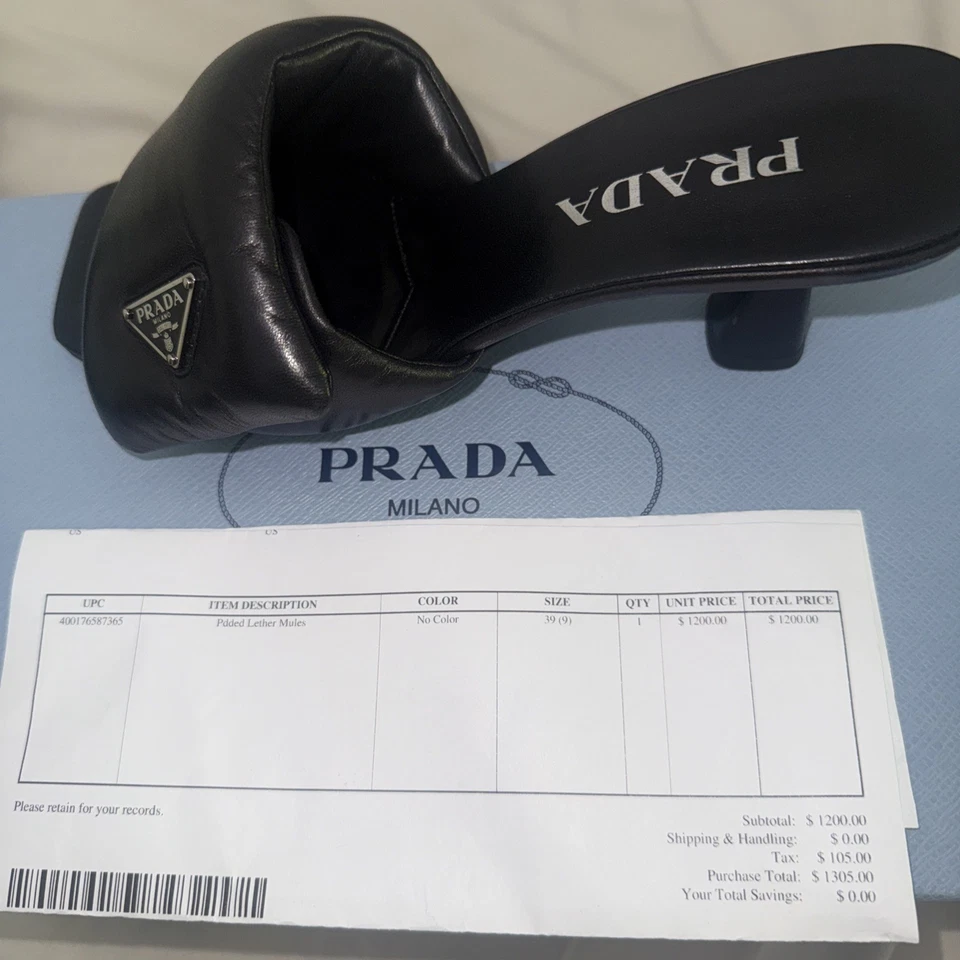 PRADA
PRADA
MILANO
PRADA
MILANO
US US
UPC ITEM DESCRIPTION COLOR SIZE QTY UNIT PRICE TOTAL PRICE
400176587365 Pdded Lether Mules No Color 39 (9) 1 $ 1200.00 $ 1200.00
Please retain for your records.
Subtotal: $ 1200.00
Shipping & Handling: $ 0.00
Tax: $ 105.00
Purchase Total: $ 1305.00
Your Total Savings: $ 0.00